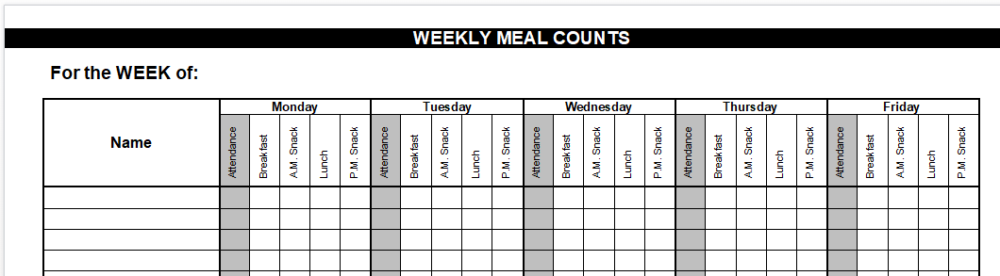 WEEKLY MEAL COUNTS
For the WEEK of:
Name
Monday Tuesday Wednesday Thursday Friday
Attendance Breakfast A.M. Snack Lunch P.M. Snack Attendance Breakfast A.M. Snack Lunch P.M. Snack Attendance Breakfast A.M. Snack Lunch P.M. Snack Attendance Breakfast A.M. Snack Lunch P.M. Snack Attendance Breakfast A.M. Snack Lunch P.M. Snack